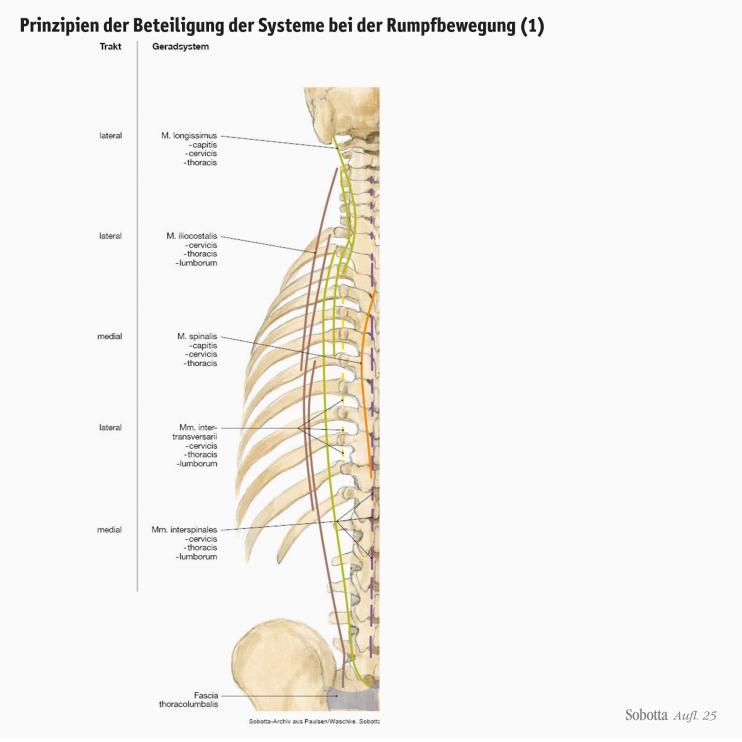 Prinzipien der Beteiligung der Systeme bei der Rumpfbewegung (1)
Trakt Geradsystem
lateral M. longissimus
-capitis
-cervicis
-thoracis
lateral M. iliocostalis
-cervicis
-thoracis
-lumborum
medial M. spinalis
-capitis
-cervicis
-thoracis
lateral Mm. inter-
transversarii
-cervicis
-thoracis
-lumborum
medial Mm. interspinales
-cervicis
-thoracis
-lumborum
Fascia
thoracolumbalis
Sobotta-Archiv aus Paulsen/Waschke. Sobotta
Sobotta Aufl. 25